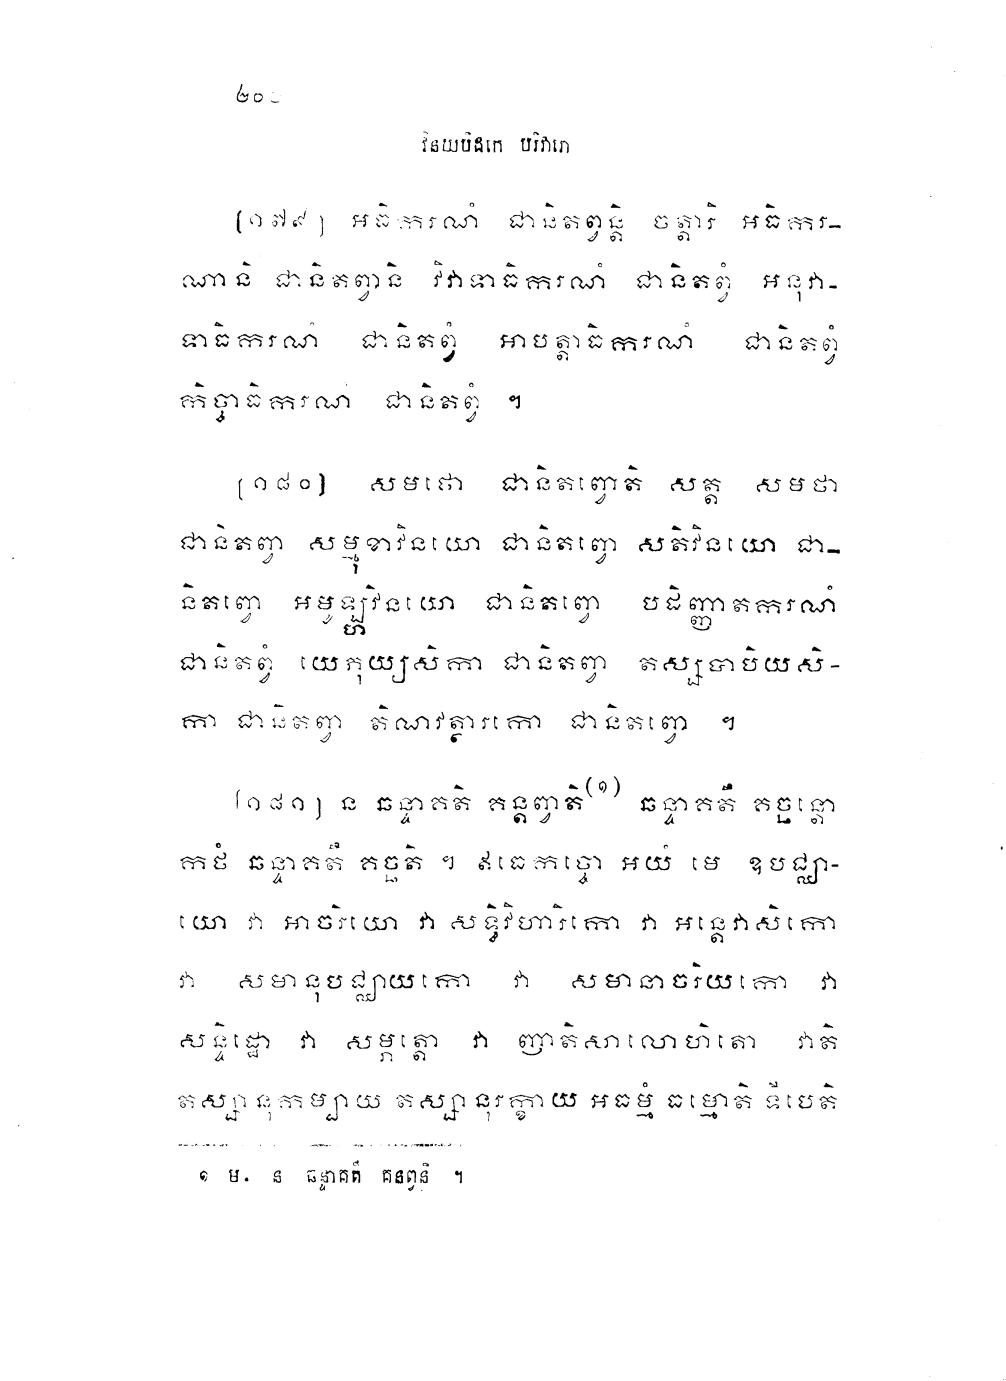 ២០
វិនយបិដកេ បរិវារោ
[១៧៩] អធិករណំ ជានិតព្វន្តិ ចត្តារិ អធិករ-
ណានិ ជានិតព្វានិ វិវាទាធិករណំ ជានិតព្វំ អនុវា-
ទាធិករណំ ជានិតព្វំ អាបត្តាធិករណំ ជានិតព្វំ
កិច្ចាធិករណំ ជានិតព្វំ ។
[១៨០] សមថោ ជានិតព្វោតិ សត្ត សមថា
ជានិតព្វា សម្មុខាវិនយោ ជានិតព្វោ សតិវិនយោ ជា-
និតព្វោ អមូឡ្ហវិនយោ ជានិតព្វោ បដិញ្ញាតករណំ
ជានិតព្វំ យេភុយ្យសិកា ជានិតព្វា តស្សបាបិយសិ-
កា ជានិតព្វា តិណវត្ថារកោ ជានិតព្វោ ។
[១៨១] ន ឆន្ទាគតិ គន្តព្វាតិ(១) ឆន្ទាគតឹ គច្ឆន្តោ
កថំ ឆន្ទាគតឹ គច្ឆតិ ។ ឥធេកច្ចោ អយំ មេ ឧបជ្ឈា-
យោ វា អាចរិយោ វា សទ្ធិវិហារិកោ វា អន្តេវាសិកោ
វា សមានុបជ្ឈាយកោ វា សមានាចរិយកោ វា
សន្ទិដ្ឋោ វា សម្ភត្តោ វា ញាតិសាលោហិតោ វាតិ
តស្សានុកម្បាយ តស្សានុរក្ខាយ អធម្មំ ធម្មោតិ ទីបេតិ
១ ម. ន ឆន្ទាគតឹ គនព្វន្តិ ។